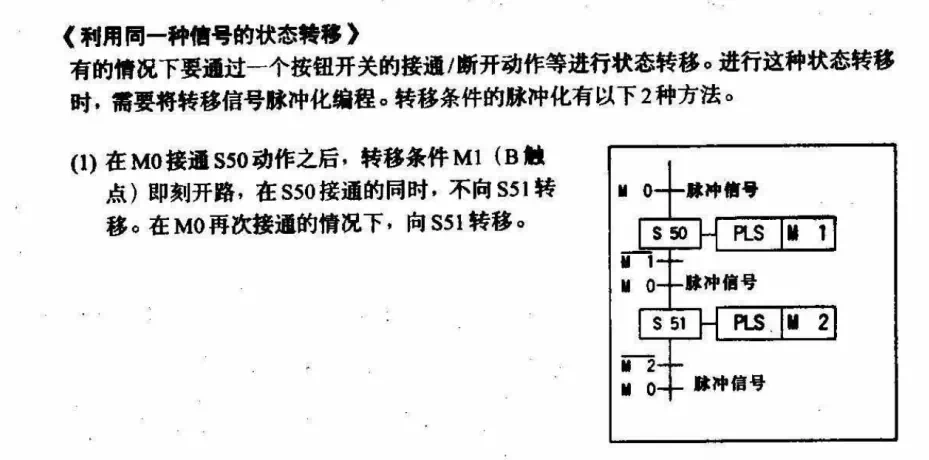 《利用同一种信号的状态转移》
有的情况下要通过一个按钮开关的接通/断开动作等进行状态转移。进行这种状态转移
时，需要将转移信号脉冲化编程。转移条件的脉冲化有以下2种方法。
(1) 在M0接通S50动作之后，转移条件M1（B触
点）即刻开路，在S50接通的同时，不向S51转
移。在M0再次接通的情况下，向S51转移。
M 0 脉冲信号
S 50 PLS M 1
M 1
M 0 脉冲信号
S 51 PLS M 2
M 2
M 0 脉冲信号